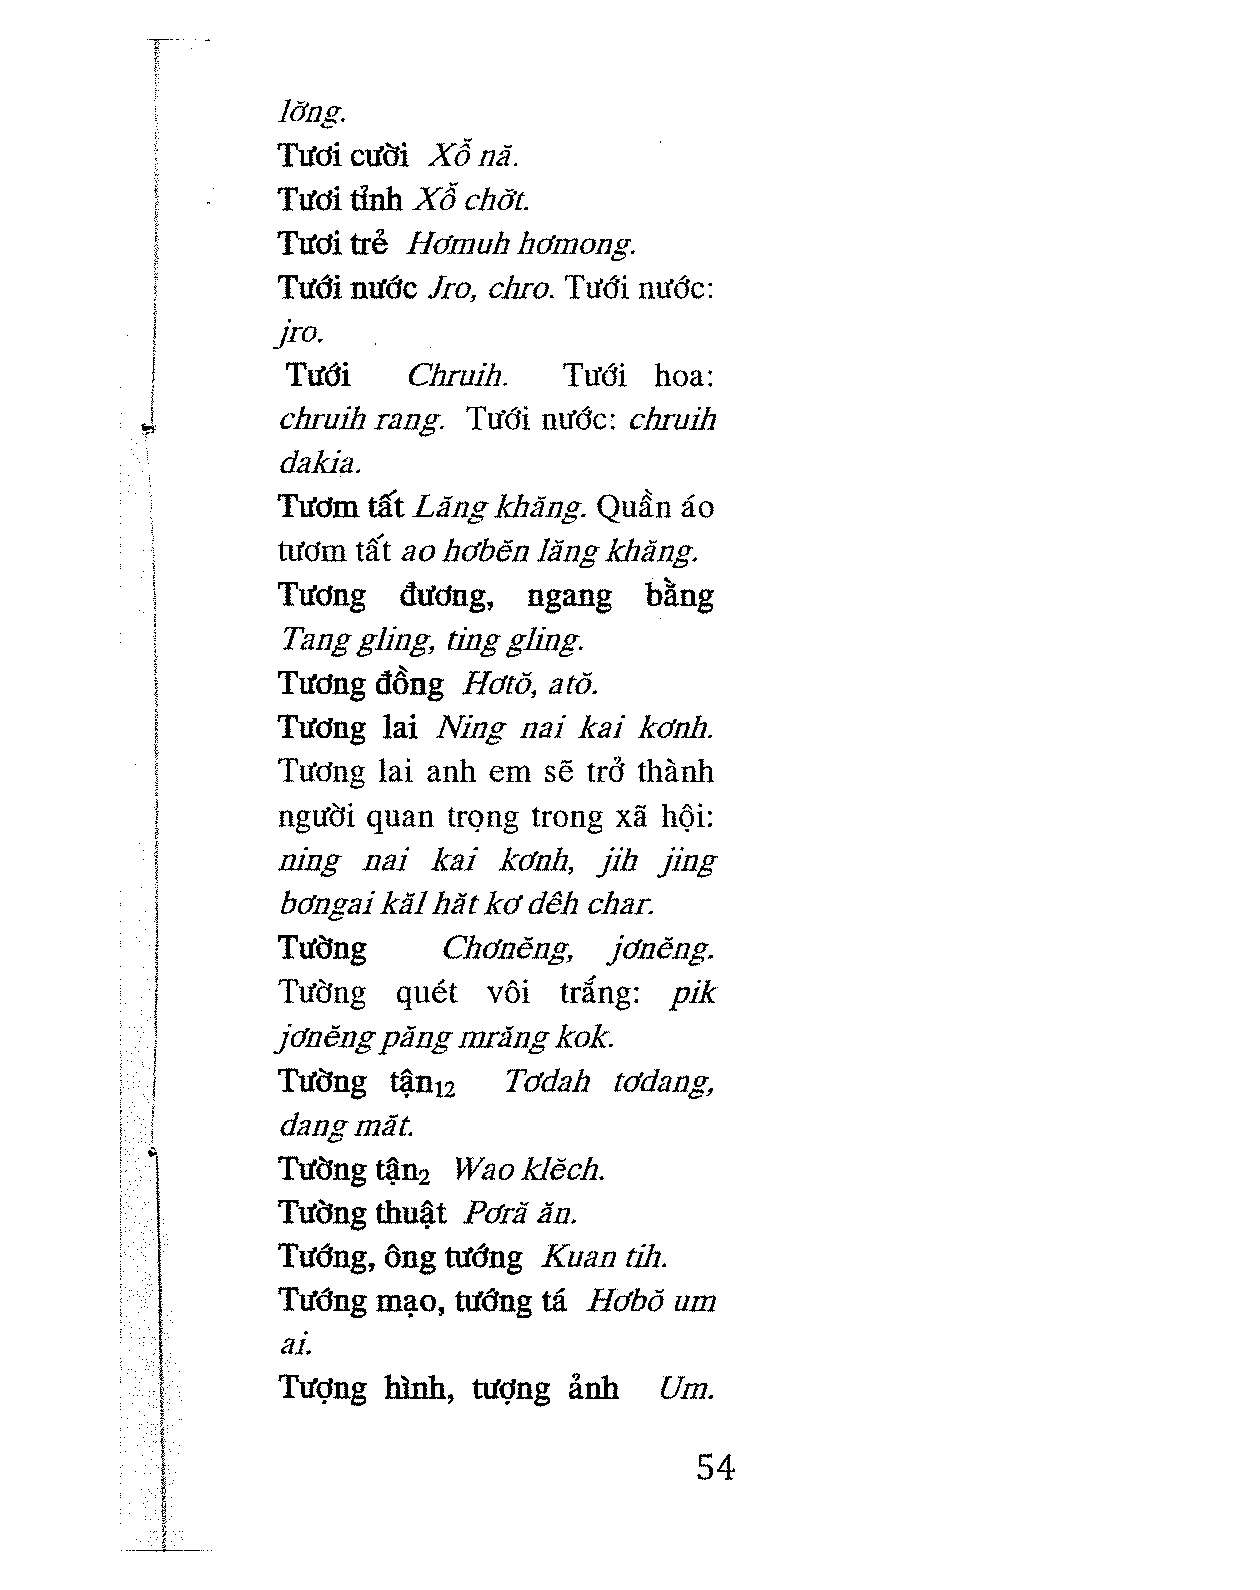 lơ̆ng.
Tươi cười Xỗ nă.
Tươi tỉnh Xỗ chơ̆t.
Tươi trẻ Hơmuh hơmong.
Tưới nước Jro, chro. Tưới nước:
jro.
Tưới Chruih. Tưới hoa:
chruih rang. Tưới nước: chruih
dakia.
Tươm tất Lăng khăng. Quần áo
tươm tất ao hơbĕn lăng khăng.
Tương đương, ngang bằng
Tang gling, ting gling.
Tương đồng Hơtŏ, atŏ.
Tương lai Ning nai kai kơnh.
Tương lai anh em sẽ trở thành
người quan trọng trong xã hội:
ning nai kai kơnh, jih jing
bơngai kăl hăt kơ dêh char.
Tường Chơnĕng, jơnĕng.
Tường quét vôi trắng: pik
jơnĕng păng mrăng kok.
Tường tận₁₂ Tơdah tơdang,
dang măt.
Tường tận₂ Wao klĕch.
Tường thuật Pơră ăn.
Tướng, ông tướng Kuan tih.
Tướng mạo, tướng tá Hơbŏ um
ai.
Tượng hình, tượng ảnh Um.
54